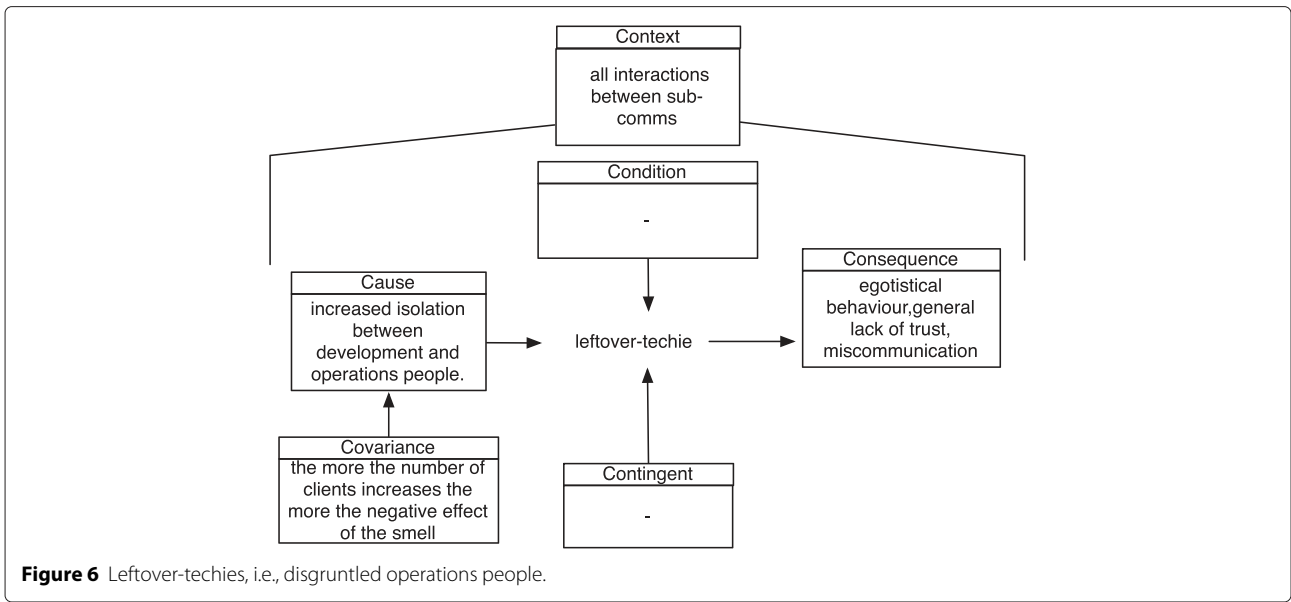 Context
all interactions
between sub-
comms
Condition
-
Consequence
egotistical
behaviour,general
lack of trust,
miscommunication
Cause
increased isolation
between
development and
operations people.
leftover-techie
Covariance
the more the number of
clients increases the
more the negative effect
of the smell
Contingent
-
Figure 6 Leftover-techies, i.e., disgruntled operations people.